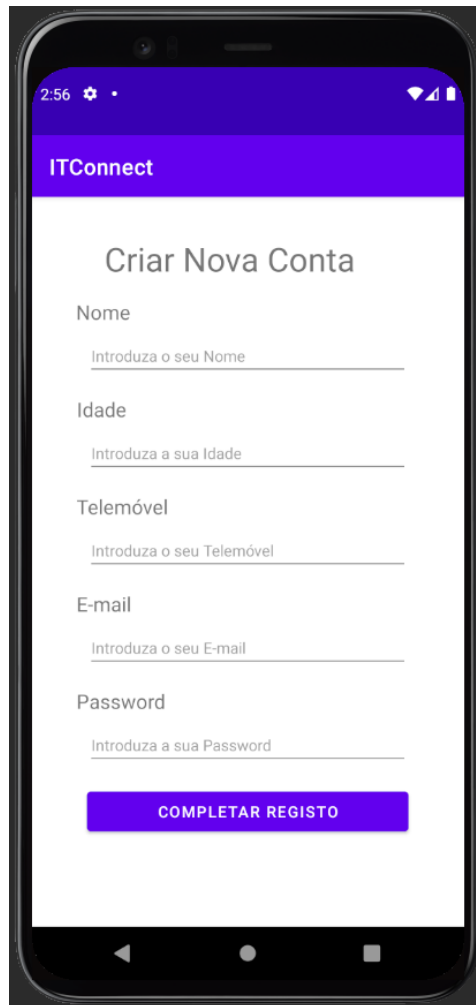 2:56
ITConnect
Criar Nova Conta
Nome
Introduza o seu Nome
Idade
Introduza a sua Idade
Telemóvel
Introduza o seu Telemóvel
E-mail
Introduza o seu E-mail
Password
Introduza a sua Password
COMPLETAR REGISTO